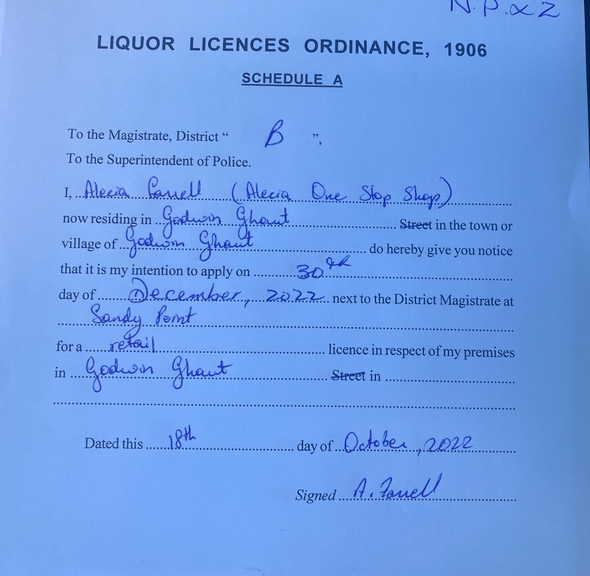 N.P.x2
LIQUOR LICENCES ORDINANCE, 1906
SCHEDULE A
To the Magistrate, District “ B ”,
To the Superintendent of Police.
I, Alecia Farrell (Alecia One Stop Shop)
now residing in Godwin Ghaut Street in the town or
village of Godwin Ghaut do hereby give you notice
that it is my intention to apply on 30th
day of December, 2022 next to the District Magistrate at
Sandy Point
for a retail licence in respect of my premises
in Godwin Ghaut Street in
Dated this 18th day of October, 2022
Signed A. Farrell